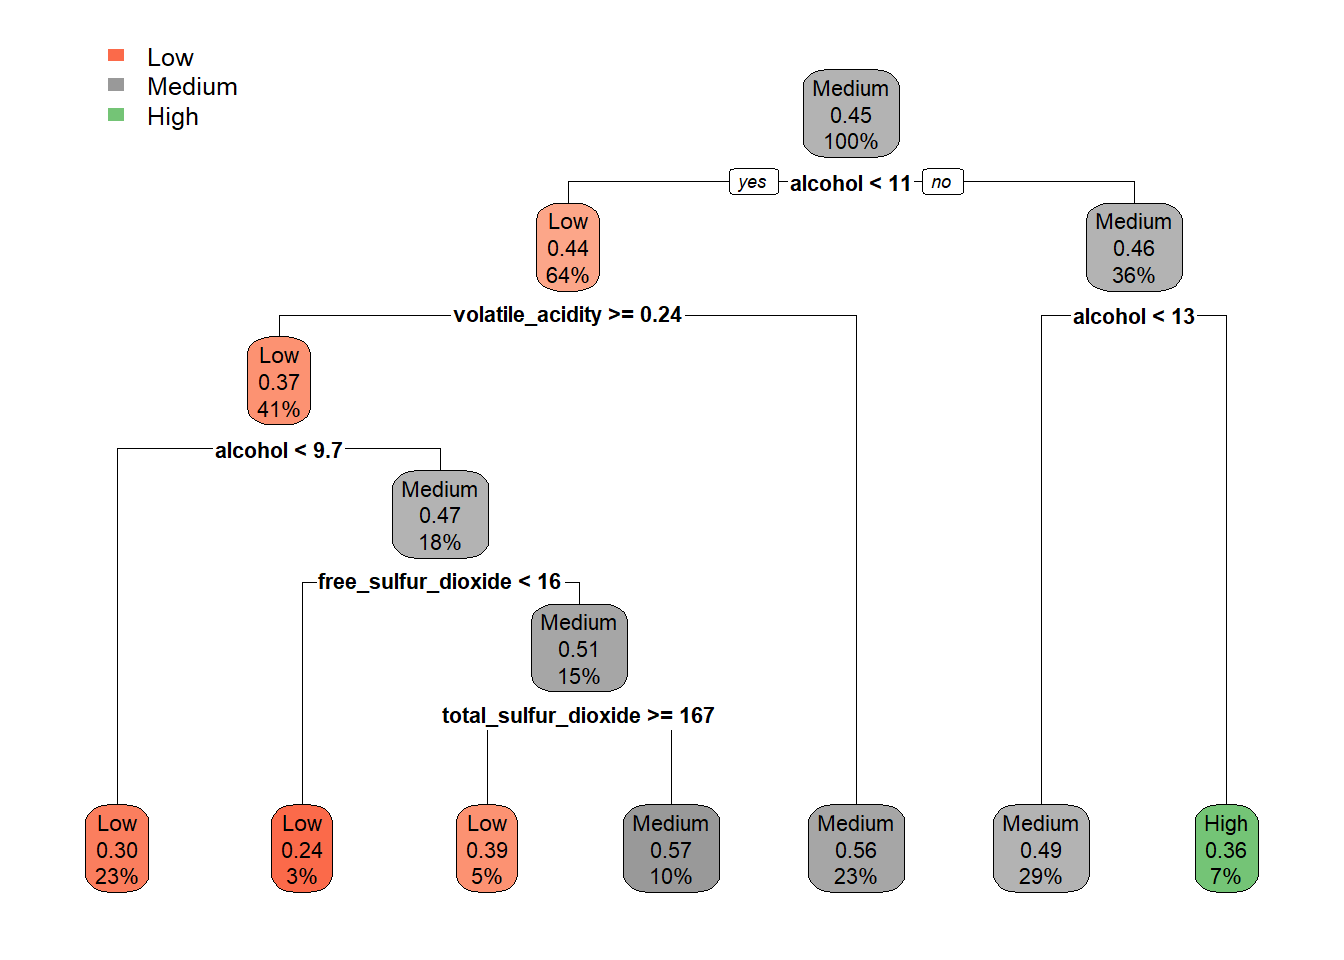 Low
Medium
High
Medium
0.45
100%
yes alcohol < 11 no
Low
0.44
64%
Medium
0.46
36%
volatile_acidity >= 0.24
alcohol < 13
Low
0.37
41%
alcohol < 9.7
Medium
0.47
18%
free_sulfur_dioxide < 16
Medium
0.51
15%
total_sulfur_dioxide >= 167
Low
0.30
23%
Low
0.24
3%
Low
0.39
5%
Medium
0.57
10%
Medium
0.56
23%
Medium
0.49
29%
High
0.36
7%